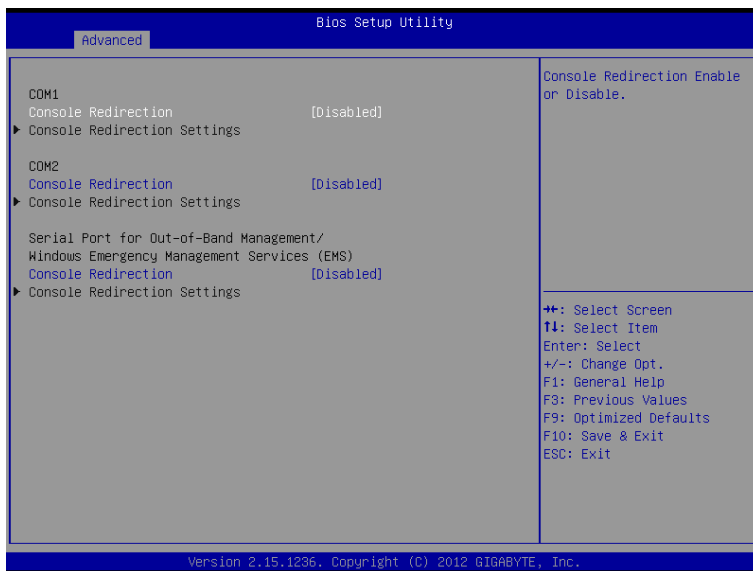 Bios Setup Utility
Advanced
COM1
Console Redirection [Disabled]
Console Redirection Settings
COM2
Console Redirection [Disabled]
Console Redirection Settings
Serial Port for Out-of-Band Management/
Windows Emergency Management Services (EMS)
Console Redirection [Disabled]
Console Redirection Settings
Console Redirection Enable
or Disable.
→←: Select Screen
↑↓: Select Item
Enter: Select
+/-: Change Opt.
F1: General Help
F3: Previous Values
F9: Optimized Defaults
F10: Save & Exit
ESC: Exit
Version 2.15.1236. Copyright (C) 2012 GIGABYTE, Inc.